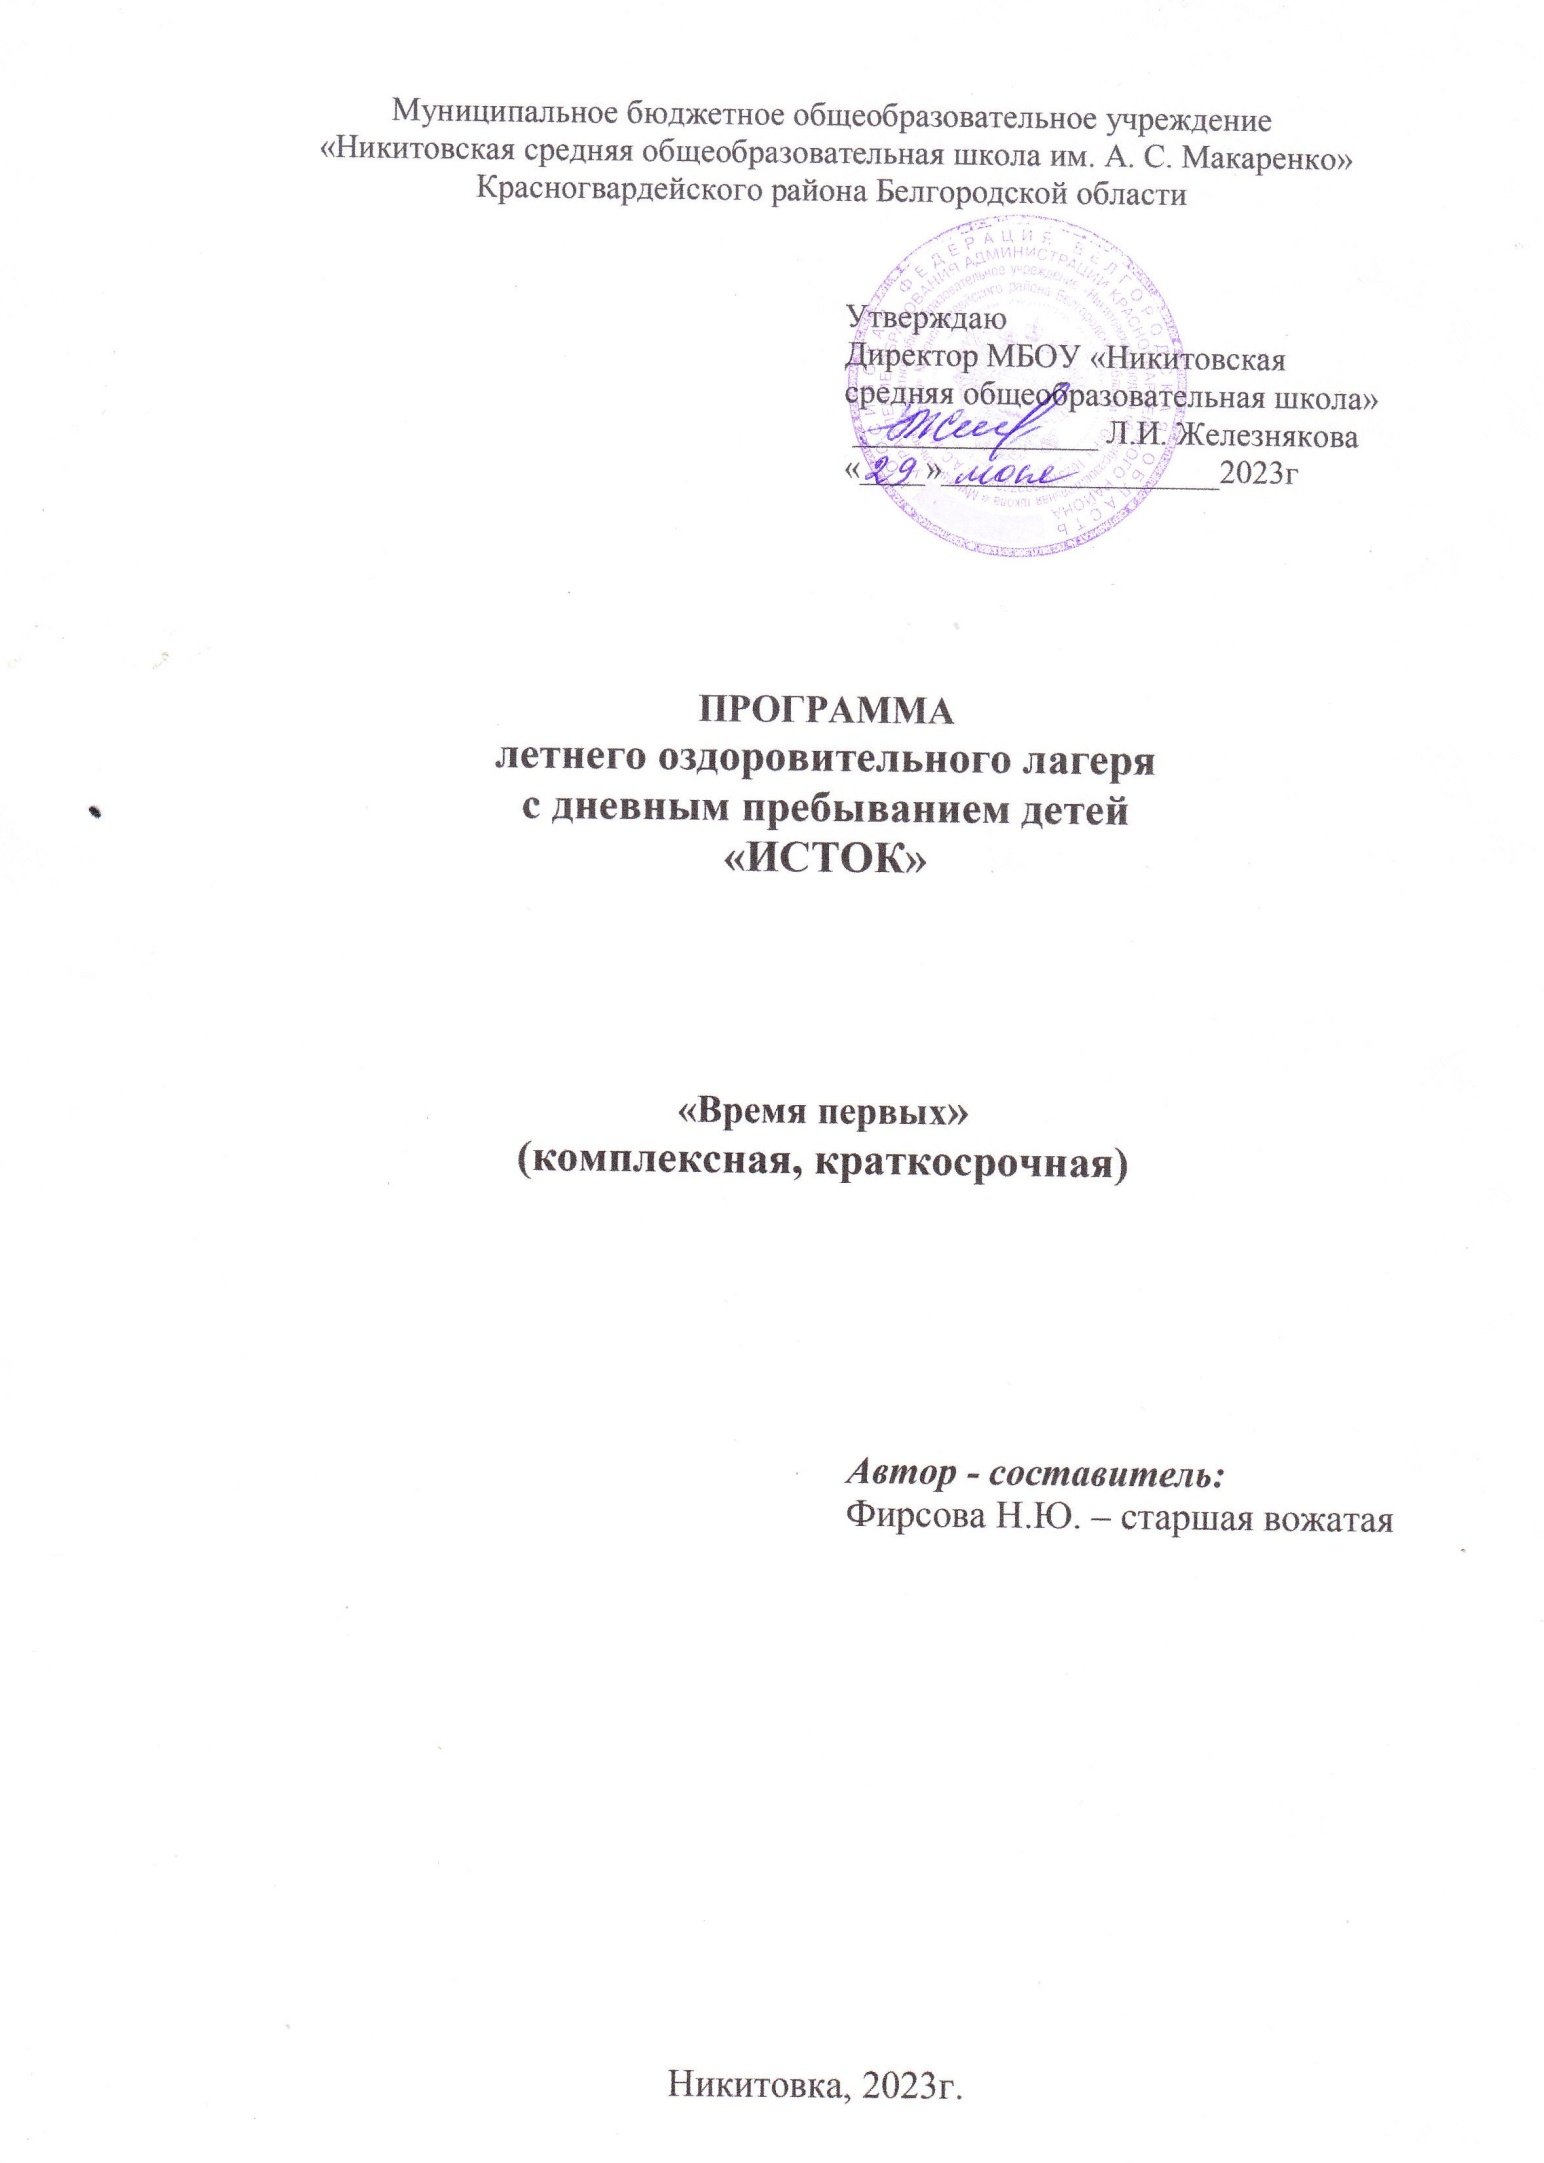 Муниципальное бюджетное общеобразовательное учреждение
«Никитовская средняя общеобразовательная школа им. А. С. Макаренко»
Красногвардейского района Белгородской области
Утверждаю
Директор МБОУ «Никитовская
средняя общеобразовательная школа»
______________ Л.И. Железнякова
«29» ________________2023г
ПРОГРАММА
летнего оздоровительного лагеря
с дневным пребыванием детей
«ИСТОК»
«Время первых»
(комплексная, краткосрочная)
Автор - составитель:
Фирсова Н.Ю. – старшая вожатая
Никитовка, 2023г.